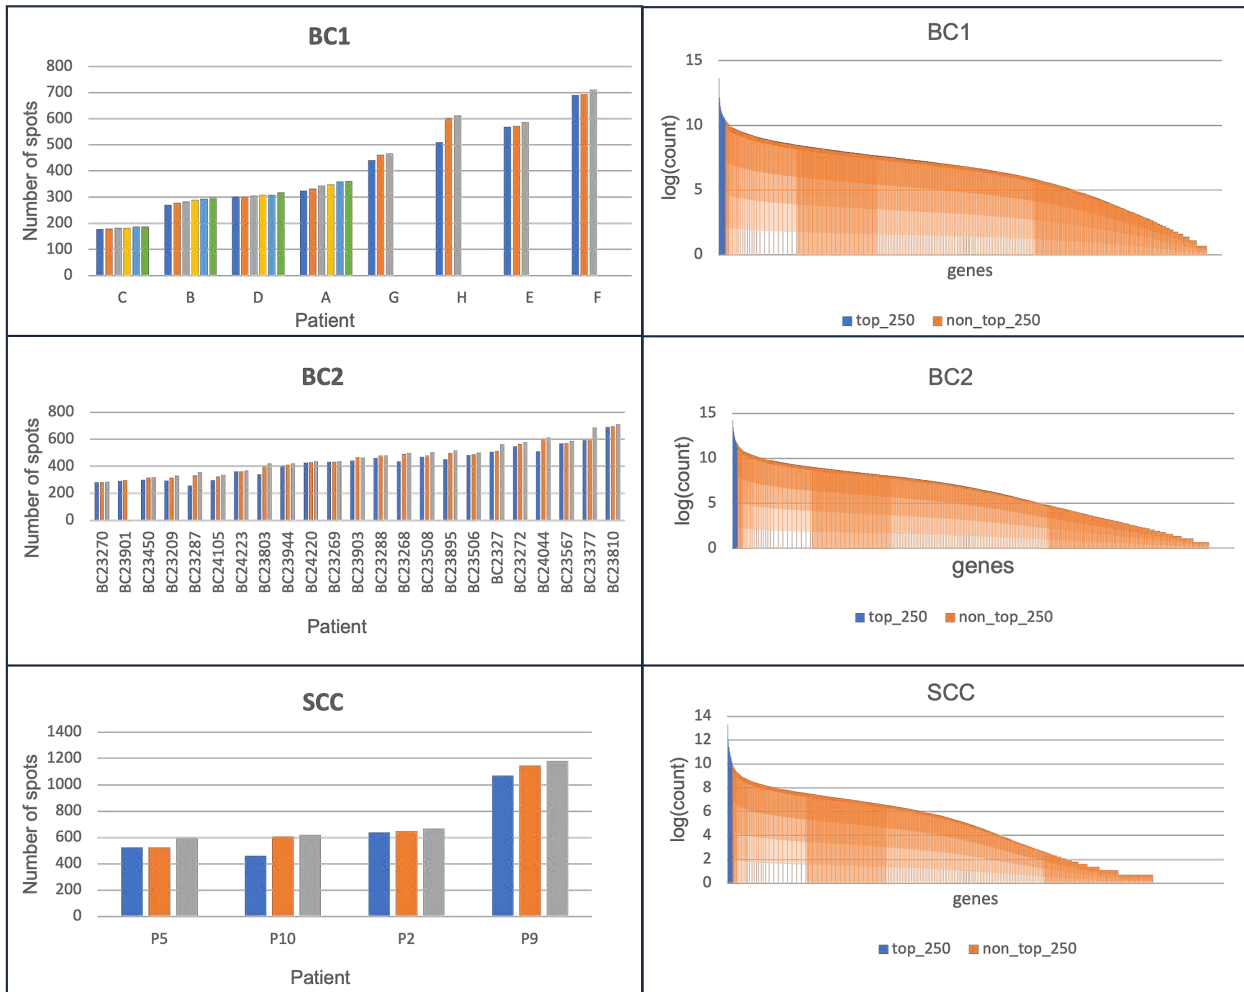 BC1
Number of spots
800
700
600
500
400
300
200
100
0
C B D A G H E F
Patient
BC1
log(count)
15
10
5
0
genes
top_250 non_top_250
BC2
Number of spots
800
600
400
200
0
BC23270 BC23901 BC23450 BC23209 BC23287 BC24105 BC24223 BC23803 BC23944 BC24220 BC23269 BC23903 BC23288 BC23268 BC23508 BC23895 BC23506 BC2327 BC23272 BC24044 BC23567 BC23377 BC23810
Patient
BC2
log(count)
15
10
5
0
genes
top_250 non_top_250
SCC
Number of spots
1400
1200
1000
800
600
400
200
0
P5 P10 P2 P9
Patient
SCC
log(count)
14
12
10
8
6
4
2
0
genes
top_250 non_top_250